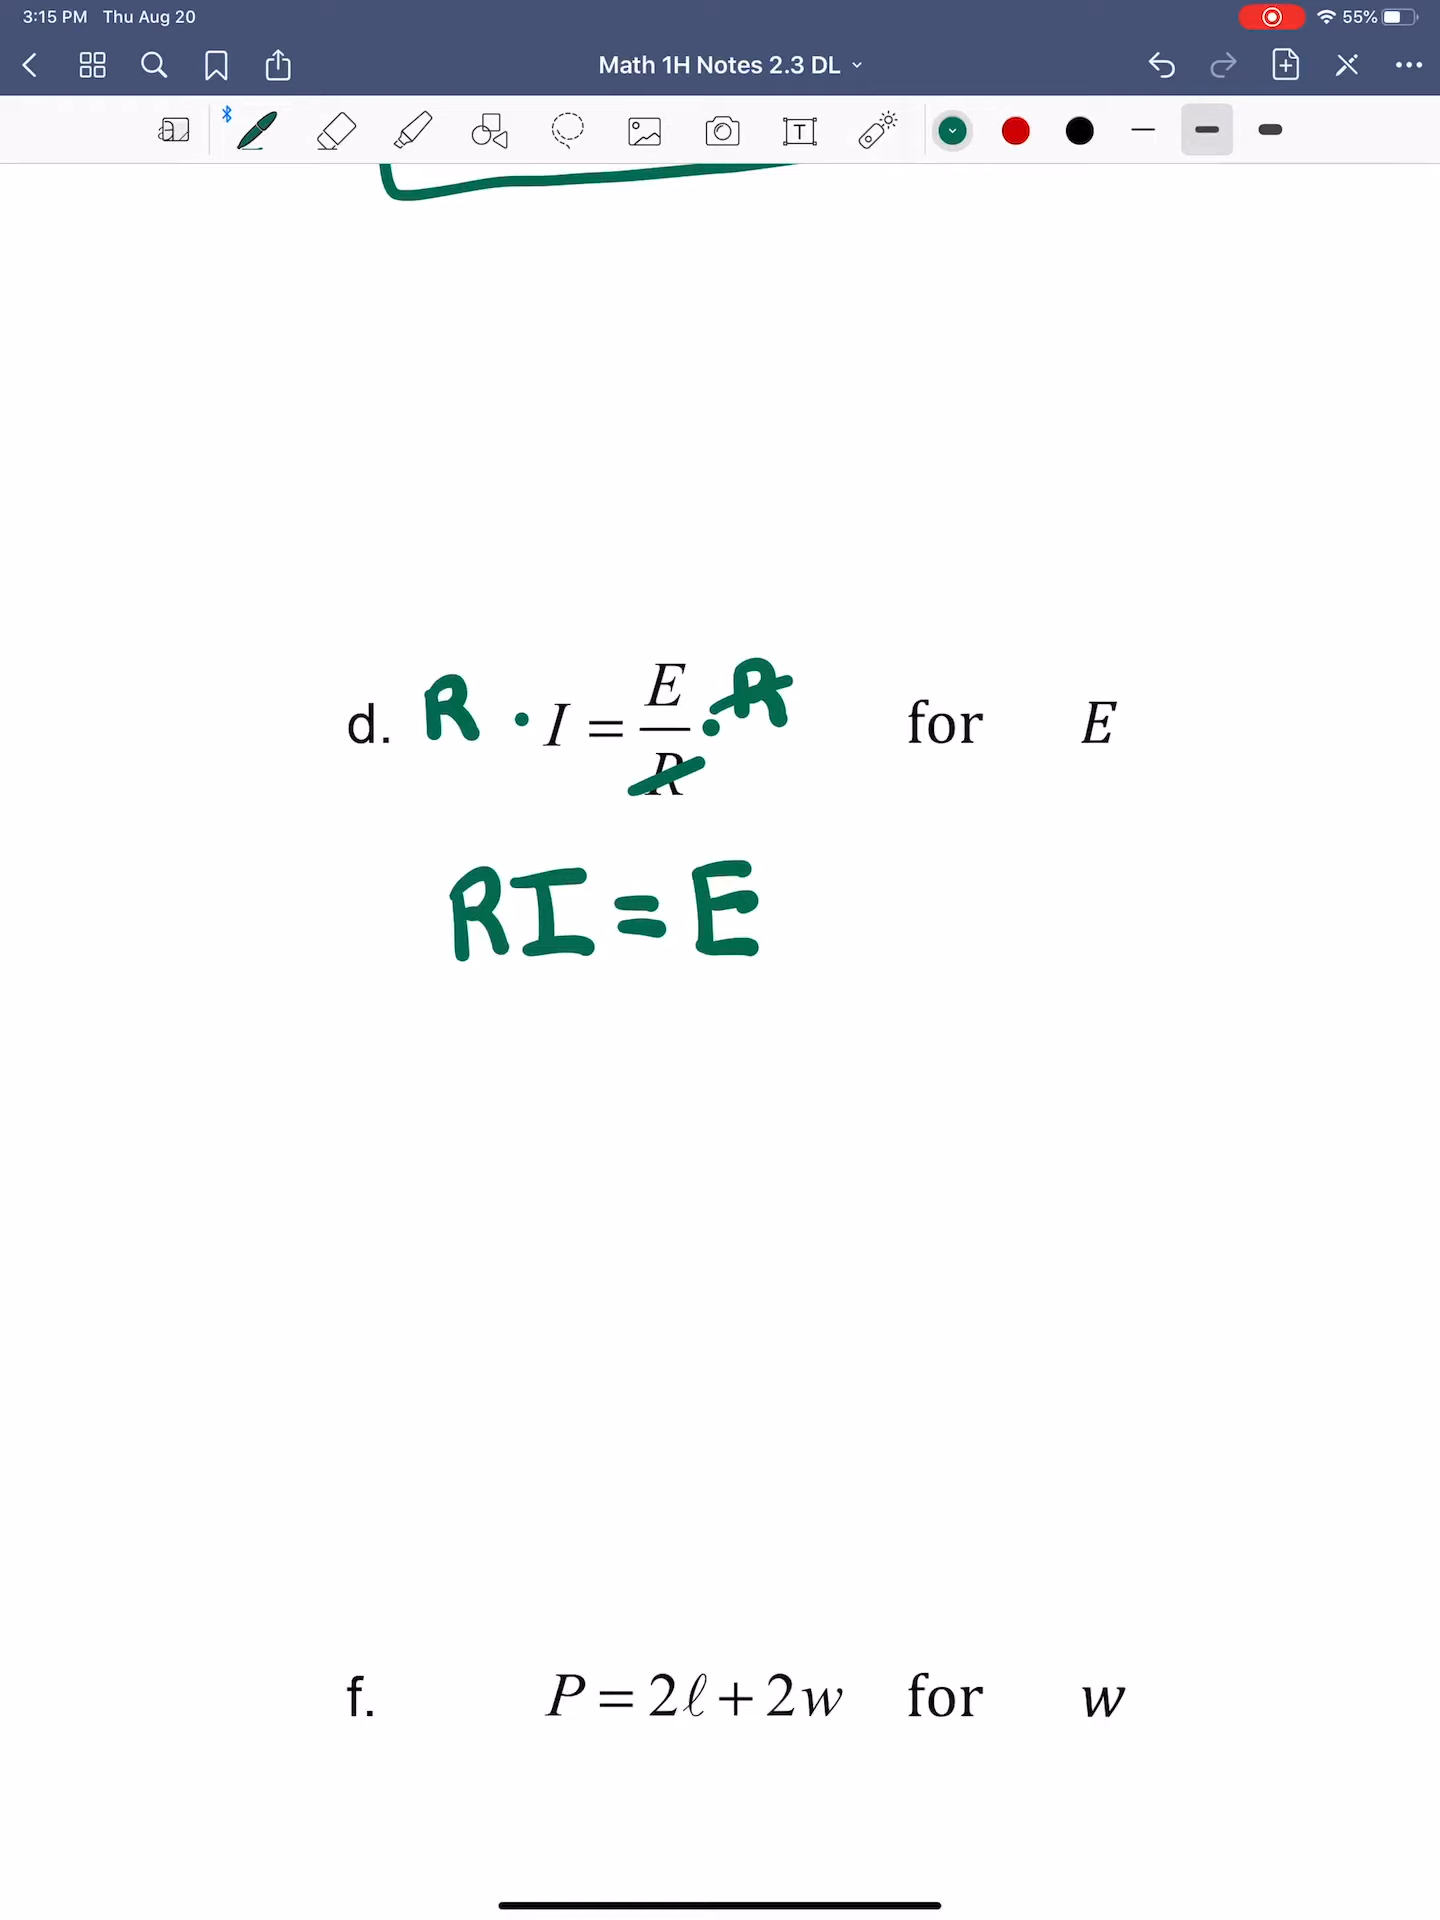 3:15 PM Thu Aug 20 55%
Math 1H Notes 2.3 DL
T
d. R · I = E/R · R for E
RI = E
f. P = 2ℓ + 2w for w